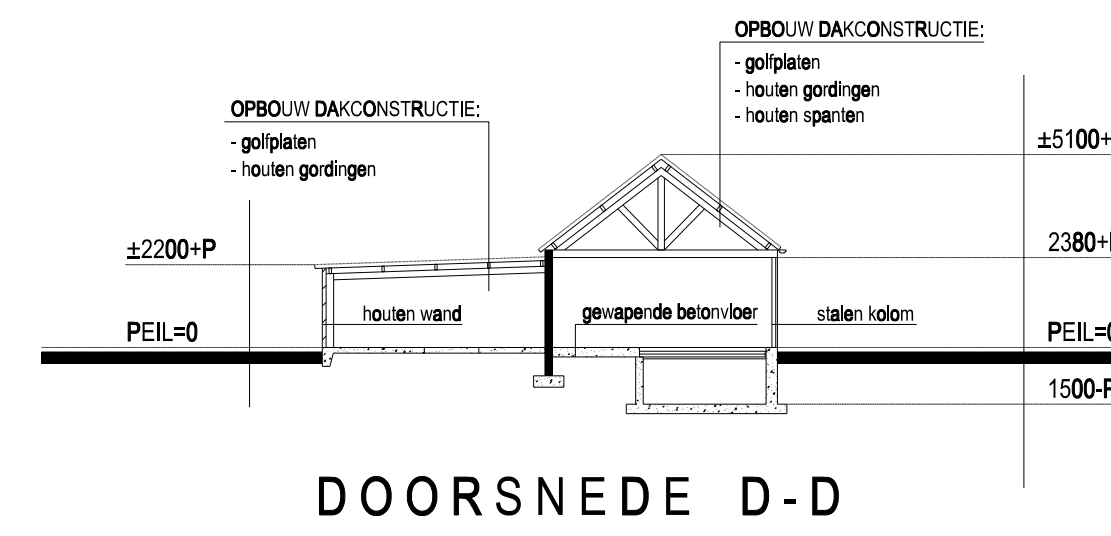 OPBOUW DAKCONSTRUCTIE:
- golfplaten
- houten gordingen
- houten spanten
OPBOUW DAKCONSTRUCTIE:
- golfplaten
- houten gordingen
±5100+
±2200+P
2380+
houten wand
gewapende betonvloer
stalen kolom
PEIL=0
PEIL=0
1500-P
DOORSNEDE D-D